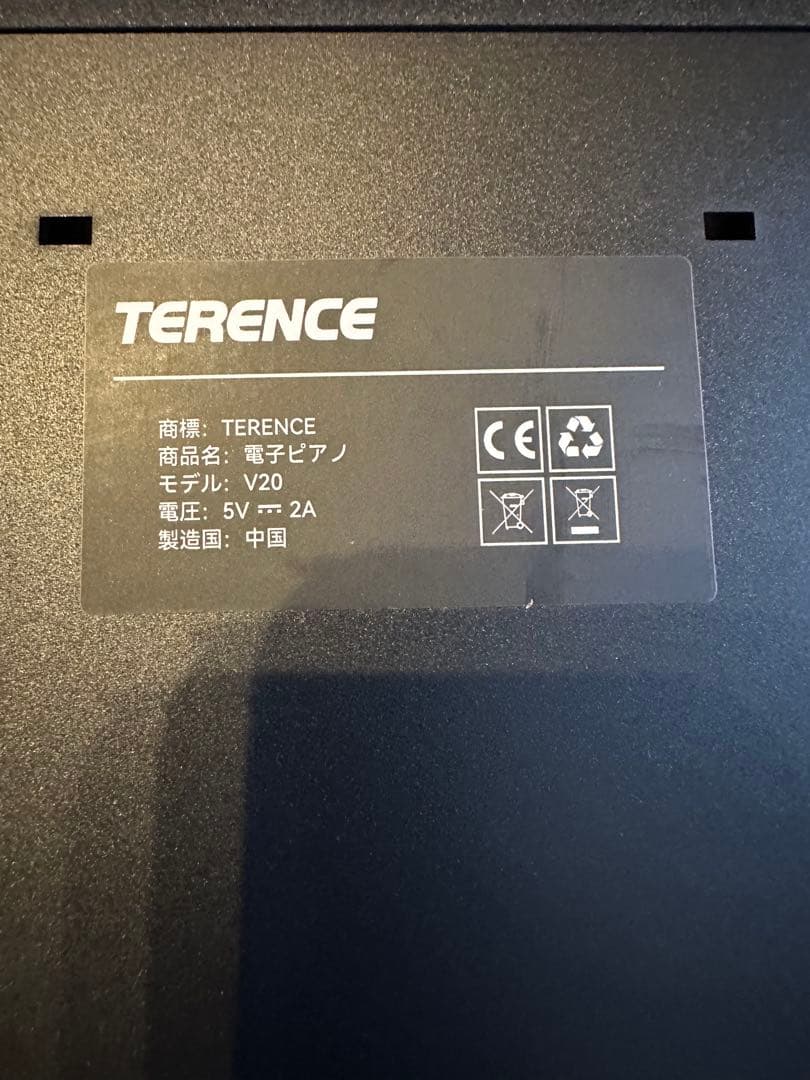 TERENCE
商標：TERENCE
商品名：電子ピアノ
モデル：V20
電圧：5V ⎓ 2A
製造国：中国
CE